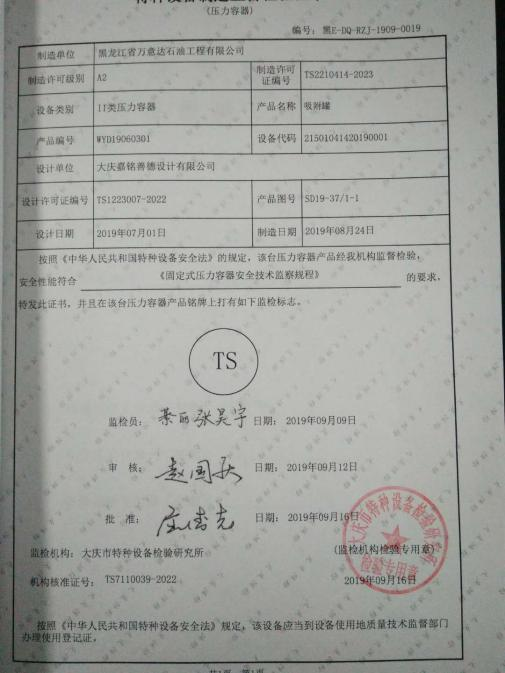 (压力容器)
编号: 黑E-DQ-RZJ-1909-0019
制造单位 黑龙江省万意达石油工程有限公司
制造许可级别 A2 制造许可证编号 TS2210414-2023
设备类别 II类压力容器 产品名称 吸附罐
产品编号 WYD19060301 设备代码 21501041420190001
设计单位 大庆嘉铭善德设计有限公司
设计许可证编号 TS1223007-2022 产品图号 SD19-37/1-1
设计日期 2019年07月01日 制造日期 2019年08月24日
按照《中华人民共和国特种设备安全法》的规定, 该台压力容器产品经我机构监督检验,
安全性能符合 《固定式压力容器安全技术监察规程》 的要求,
特发此证书, 并且在该台压力容器产品铭牌上打有如下监检标志。
TS
监检员: 日期: 2019年09月09日
审 核: 日期: 2019年09月12日
批 准: 日期: 2019年09月16日
监检机构: 大庆市特种设备检验研究所 (监检机构检验专用章)
机构核准证号: TS7110039-2022 2019年09月16日
大庆市特种设备检验研究所
检验专用章
按照《中华人民共和国特种设备安全法》规定, 该设备应当到设备使用地质量技术监督部门
办理使用登记证。